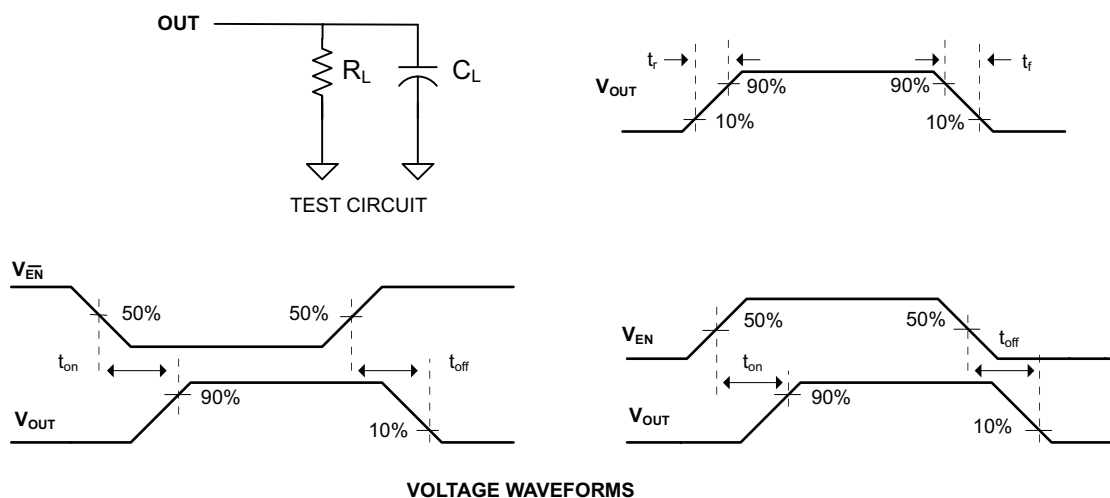 OUT
R_L
C_L
TEST CIRCUIT
t_r
t_f
V_OUT
90%
90%
10%
10%
V_E̅N̅
50%
50%
t_on
t_off
V_OUT
90%
10%
V_EN
50%
50%
t_on
t_off
V_OUT
90%
10%
VOLTAGE WAVEFORMS